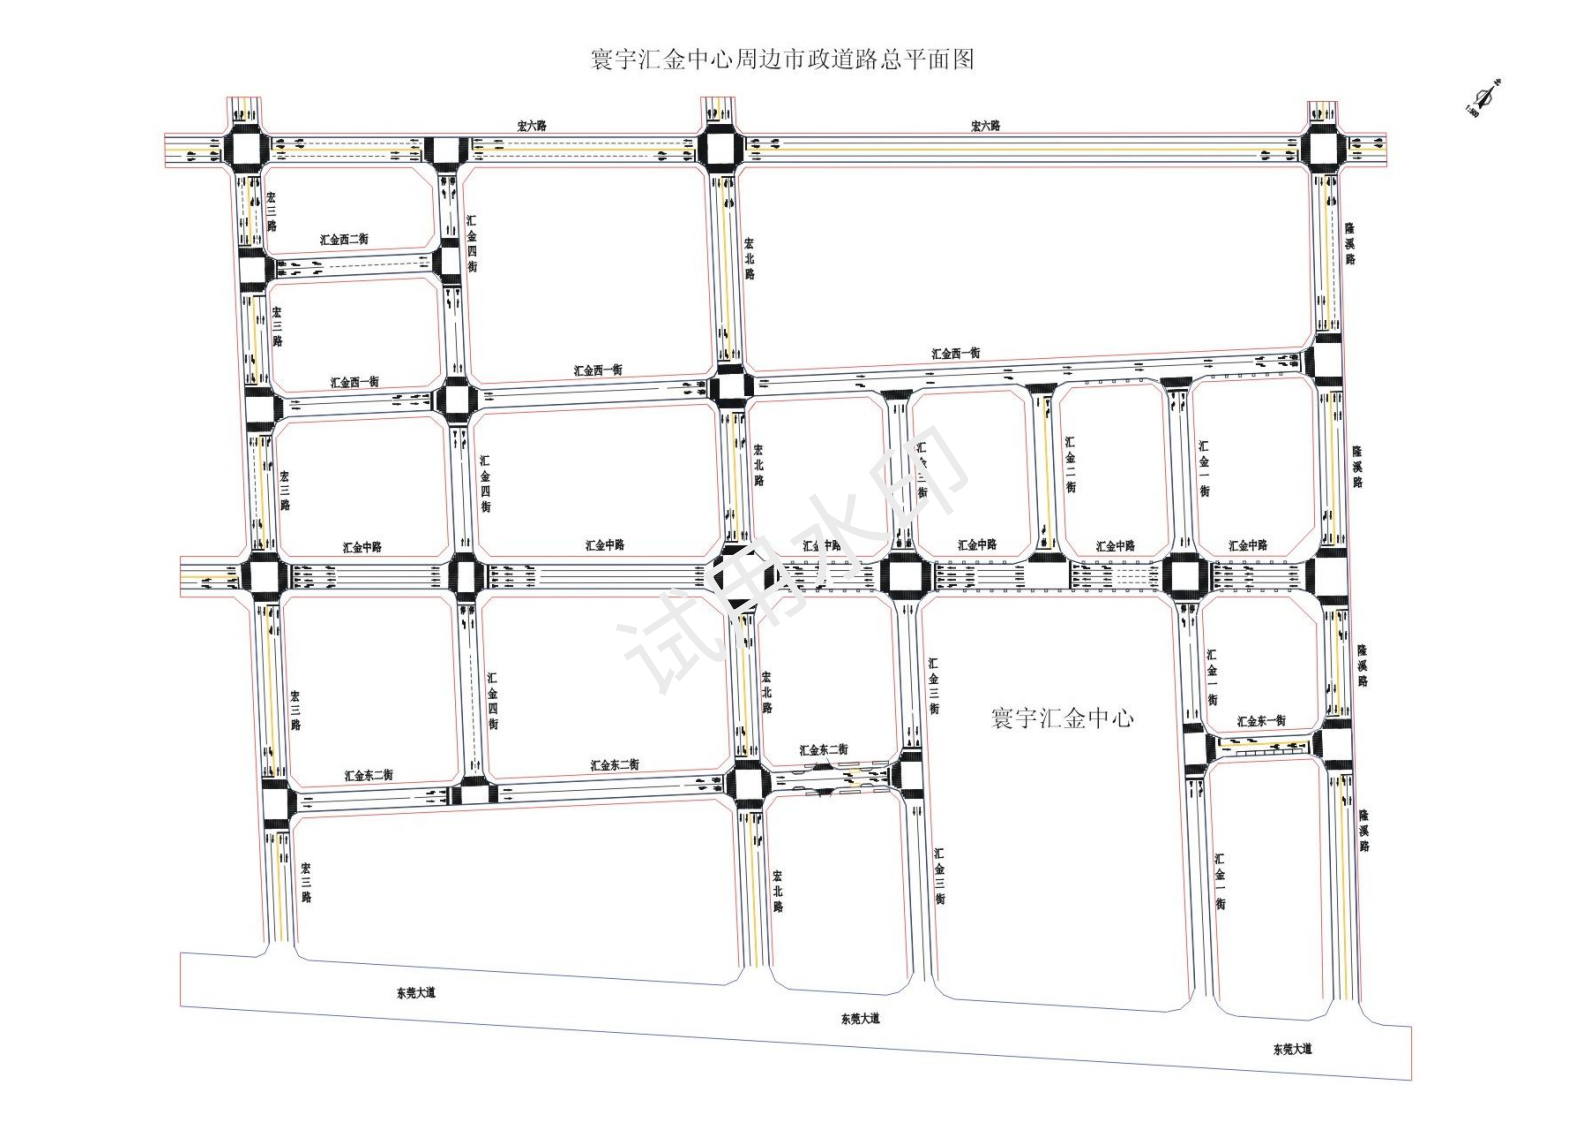 寰宇汇金中心周边市政道路总平面图
北
1:500
宏六路
宏六路
宏三路
汇金四街
汇金西二街
宏北路
隆溪路
宏三路
汇金西一街
汇金西一街
汇金西一街
宏三路
汇金四街
宏北路
汇金三街
汇金二街
汇金一街
隆溪路
汇金中路
汇金中路
汇金中路
汇金中路
汇金中路
汇金中路
试用水印
宏三路
汇金四街
宏北路
汇金三街
寰宇汇金中心
汇金一街
隆溪路
汇金东一街
汇金东二街
汇金东二街
汇金东二街
宏三路
宏北路
汇金三街
汇金一街
隆溪路
东莞大道
东莞大道
东莞大道